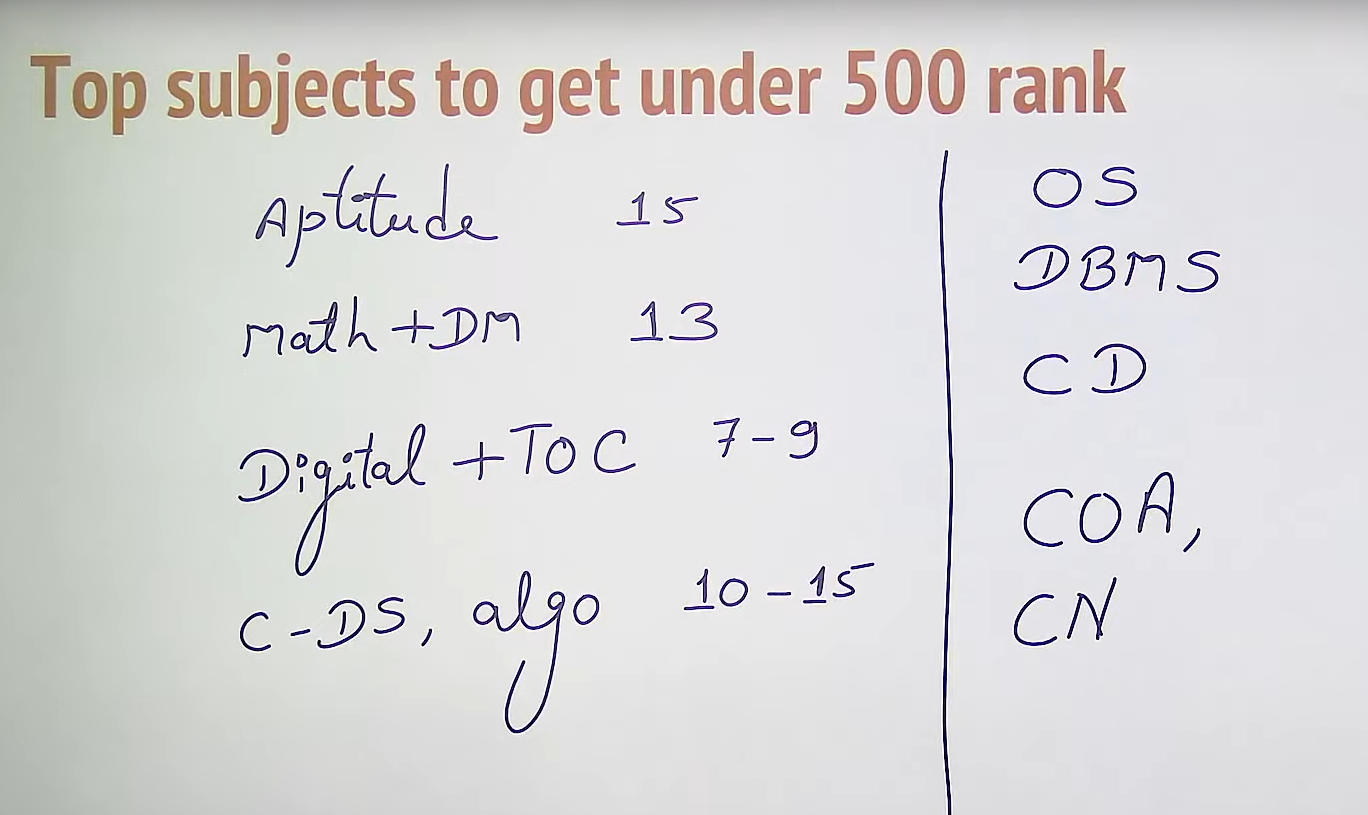 Top subjects to get under 500 rank
Aptitude 15
Math + DM 13
Digital + TOC 7-9
C-DS, algo 10-15
OS
DBMS
CD
COA,
CN